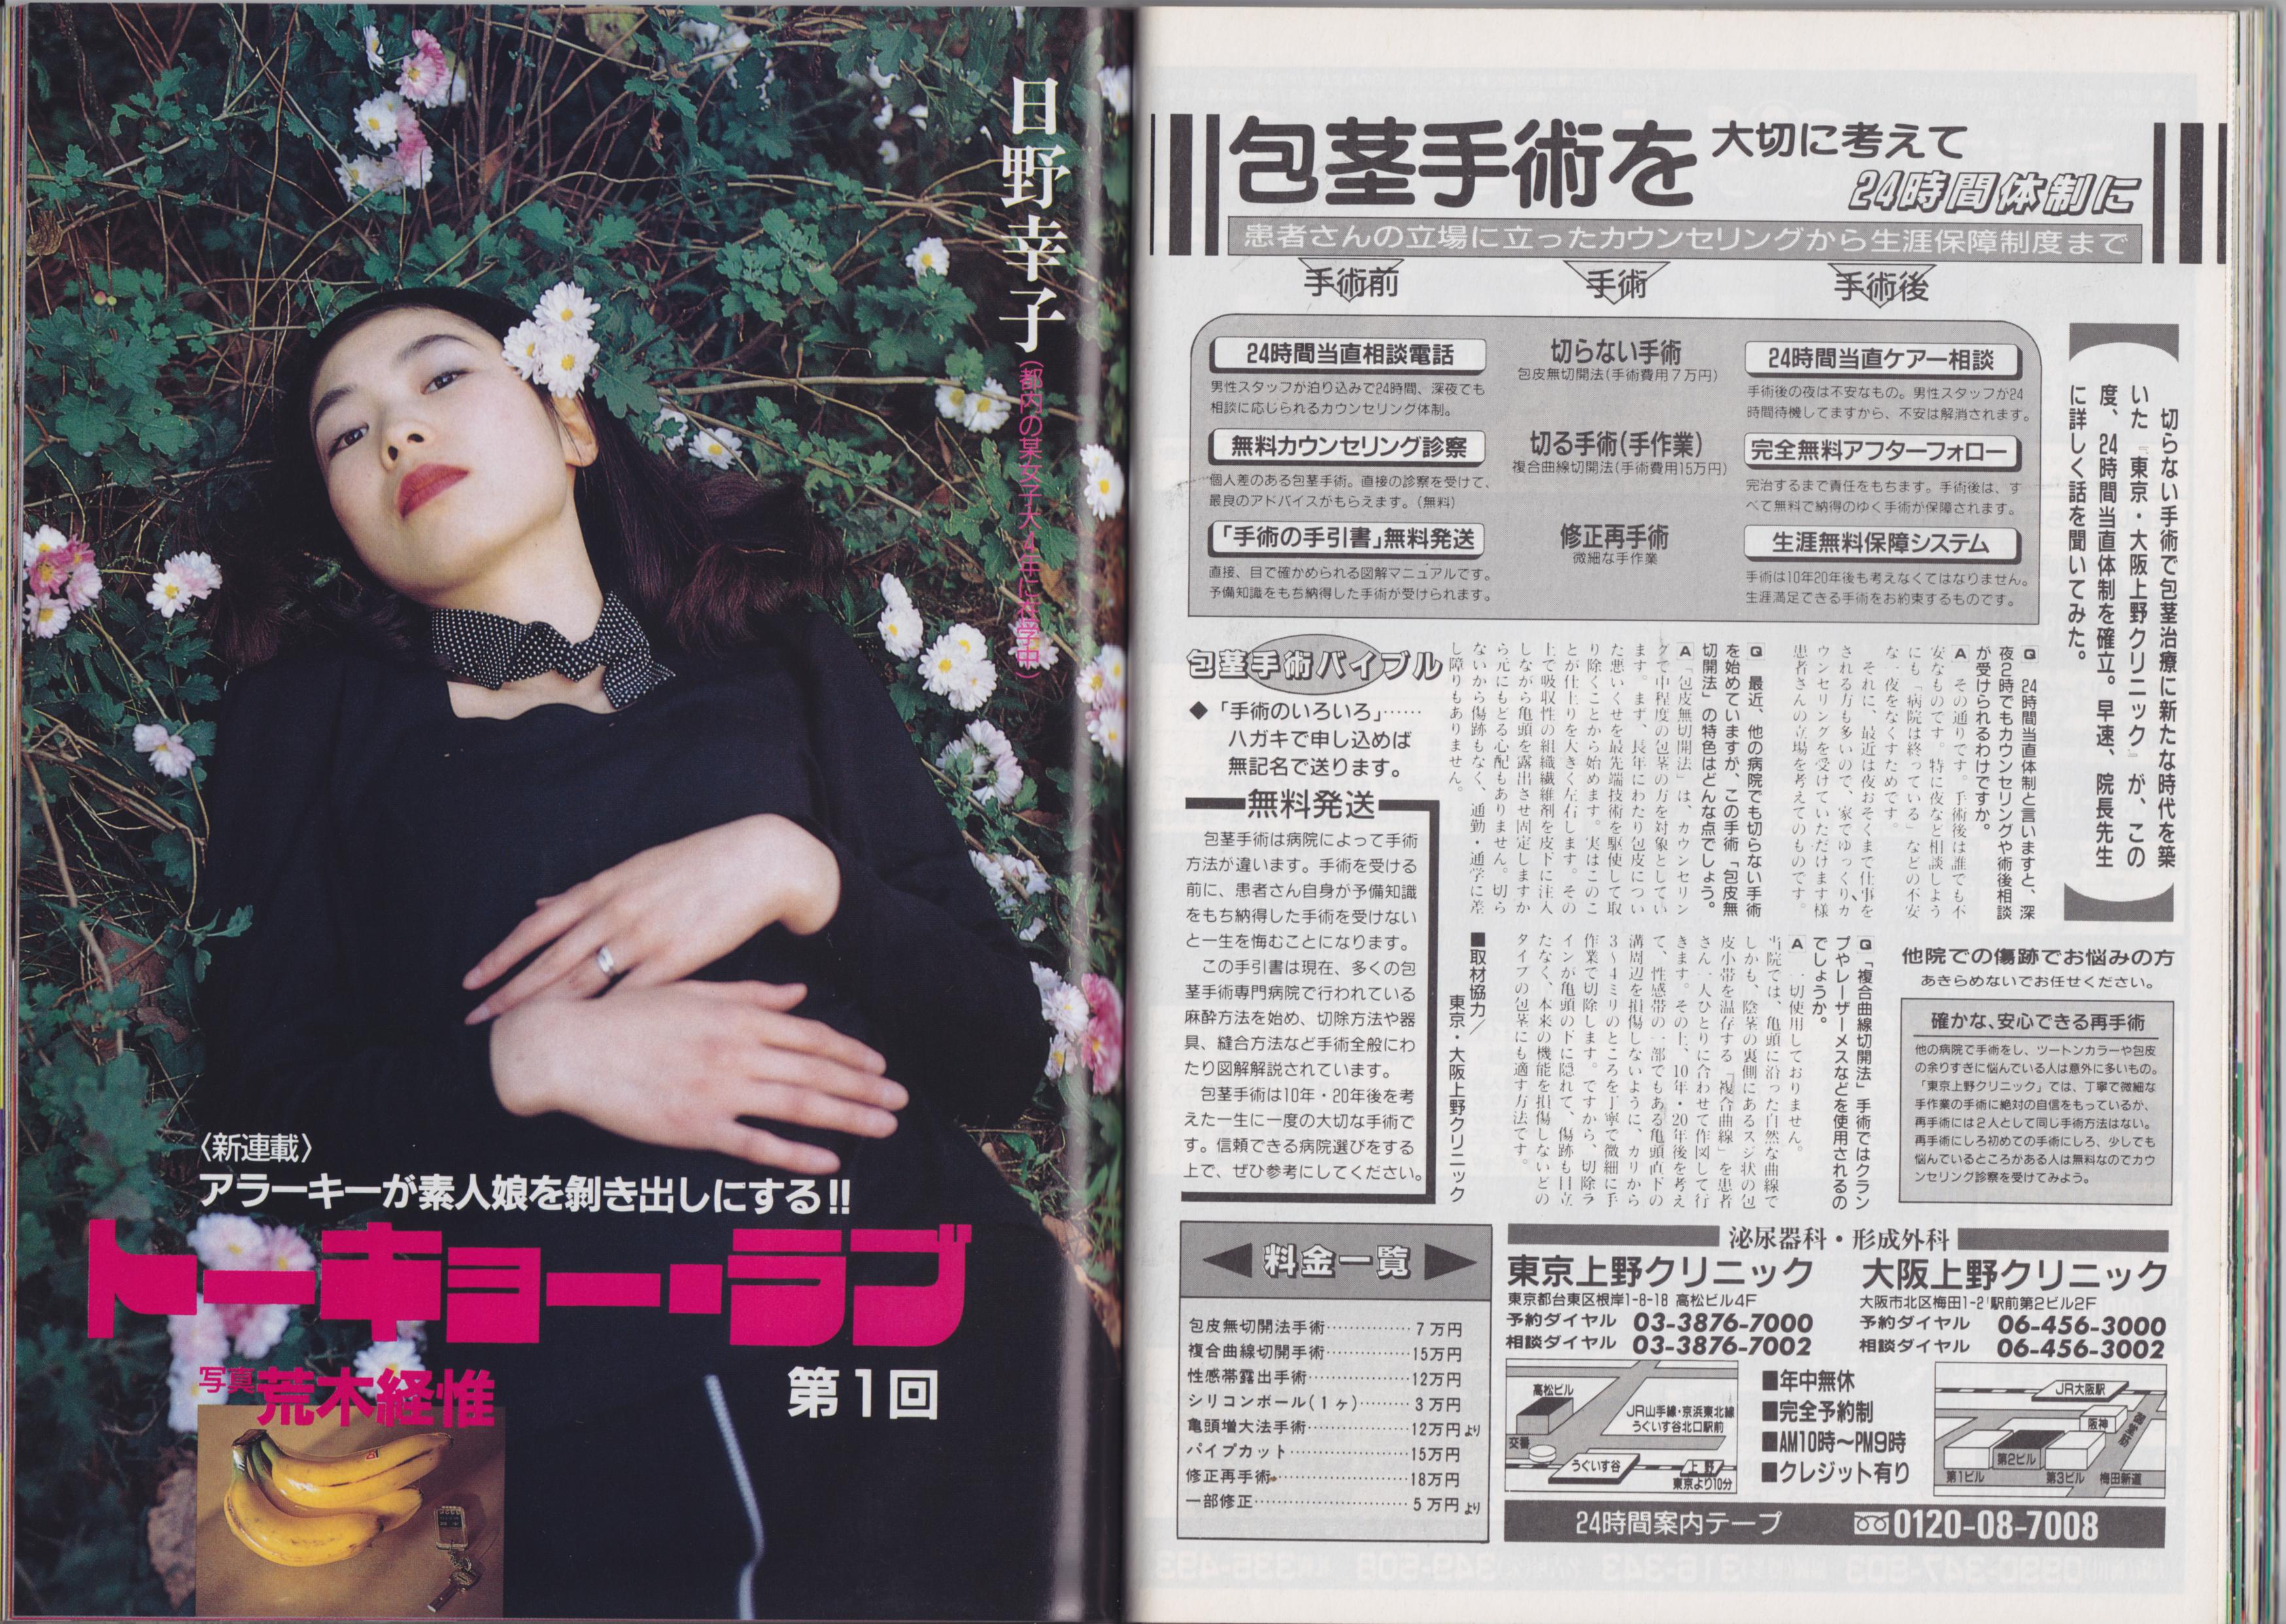 日野幸子
(都内の某女子大4年に在学中)
〈新連載〉
アラーキーが素人娘を剝き出しにする!!
トーキョー・ラブ
写真 荒木経惟
第1回
包茎手術を
大切に考えて
24時間体制に
患者さんの立場に立ったカウンセリングから生涯保障制度まで
手術前
手術
手術後
24時間当直相談電話
男性スタッフが泊り込みで24時間、深夜でも
相談に応じられるカウンセリング体制。
無料カウンセリング診察
個人差のある包茎手術。直接の診察を受けて、
最良のアドバイスがもらえます。(無料)
「手術の手引書」無料発送
直接、目で確かめられる図解マニュアルです。
予備知識をもち納得した手術が受けられます。
切らない手術
包皮無切開法(手術費用7万円)
切る手術(手作業)
複合曲線切開法(手術費用15万円)
修正再手術
微細な手作業
24時間当直ケアー相談
手術後の夜は不安なもの。男性スタッフが24
時間待機してますから、不安は解消されます。
完全無料アフターフォロー
完治するまで責任をもちます。手術後は、す
べて無料で納得のゆく手術が保障されます。
生涯無料保障システム
手術は10年20年後も考えなくてはなりません。
生涯満足できる手術をお約束するものです。
切らない手術で包茎治療に新たな時代を築
いた『東京・大阪上野クリニック』が、この
度、24時間当直体制を確立。早速、院長先生
に詳しく話を聞いてみた。
Q 24時間当直体制と言いますと、深
夜2時でもカウンセリングや術後相談
が受けられるわけですか。
A その通りです。手術後は誰でも不
安なものです。特に夜など相談しよう
にも「病院は終っている」などの不安
な一夜をなくすためです。
それに、最近は夜おそくまで仕事を
される方も多いので、家でゆっくりカ
ウンセリングを受けていただけます様
患者さんの立場を考えてのものです。
Q 最近、他の病院でも切らない手術
を始めていますが、この手術「包皮無
切開法」の特色はどんな点でしょう。
A 「包皮無切開法」は、カウンセリン
グで中程度の包茎の方を対象としてい
ます。まず、長年にわたり包皮につい
た悪いくせを最先端技術を駆使して取
り除くことから始めます。実はこのこ
とが仕上りを大きく左右します。その
上で吸収性の組織繊維剤を皮下に注入
しながら亀頭を露出させ固定しますか
ら元にもどる心配もありません。切ら
ないから傷跡もなく、通勤・通学に差
し障りもありません。
Q 「複合曲線切開法」手術ではクラン
プやレーザーメスなどを使用されるの
でしょうか。
A 一切使用しておりません。
当院では、亀頭に沿った自然な曲線で
しかも、陰茎の裏側にあるスジ状の包
皮小帯を温存する「複合曲線」を患者
さん一人ひとりに合わせて作図して行
きます。その上、10年・20年後を考え
て、性感帯の一部でもある亀頭直下の
溝周辺を損傷しないように、カリから
3〜4ミリのところを丁寧で微細に手
作業で切除します。ですから、切除ラ
インが亀頭の下に隠れて、傷跡も目立
たなく、本来の機能を損傷しないどの
タイプの包茎にも適す方法です。
■取材協力/
東京・大阪上野クリニック
包茎手術バイブル
◆「手術のいろいろ」……
ハガキで申し込めば
無記名で送ります。
無料発送
包茎手術は病院によって手術
方法が違います。手術を受ける
前に、患者さん自身が予備知識
をもち納得した手術を受けない
と一生を悔むことになります。
この手引書は現在、多くの包
茎手術専門病院で行われている
麻酔方法を始め、切除方法や器
具、縫合方法など手術全般にわ
たり図解解説されています。
包茎手術は10年・20年後を考
えた一生に一度の大切な手術で
す。信頼できる病院選びをする
上で、ぜひ参考にしてください。
他院での傷跡でお悩みの方
あきらめないでお任せください。
確かな、安心できる再手術
他の病院で手術をし、ツートンカラーや包皮
の余りすぎに悩んでいる人は意外に多いもの。
「東京上野クリニック」では、丁寧で微細な
手作業の手術に絶対の自信をもっているか、
再手術には2人として同じ手術方法はない。
再手術にしろ初めての手術にしろ、少しでも
悩んでいるところがある人は無料なのでカウ
ンセリング診察を受けてみよう。
料金一覧
包皮無切開法手術……………7万円
複合曲線切開手術……………15万円
性感帯露出手術………………12万円
シリコンボール(1ヶ)………3万円
亀頭増大法手術………………12万円より
パイプカット…………………15万円
修正再手術……………………18万円
一部修正………………………5万円より
泌尿器科・形成外科
東京上野クリニック
東京都台東区根岸1-8-18 高松ビル4F
予約ダイヤル 03-3876-7000
相談ダイヤル 03-3876-7002
大阪上野クリニック
大阪市北区梅田1-2 駅前第2ビル2F
予約ダイヤル 06-456-3000
相談ダイヤル 06-456-3002
高松ビル
JR山手線・京浜東北線
うぐいす谷北口駅前
交番
うぐいす谷
上野
東京より10分
■年中無休
■完全予約制
■AM10時〜PM9時
■クレジット有り
JR大阪駅
阪神
第1ビル
第2ビル
第3ビル
梅田新道
24時間案内テープ
0120-08-7008